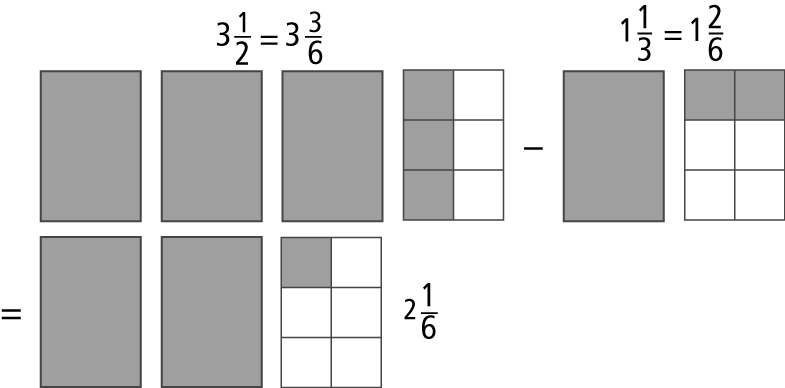 3 1/2 = 3 3/6
1 1/3 = 1 2/6
−
= 2 1/6